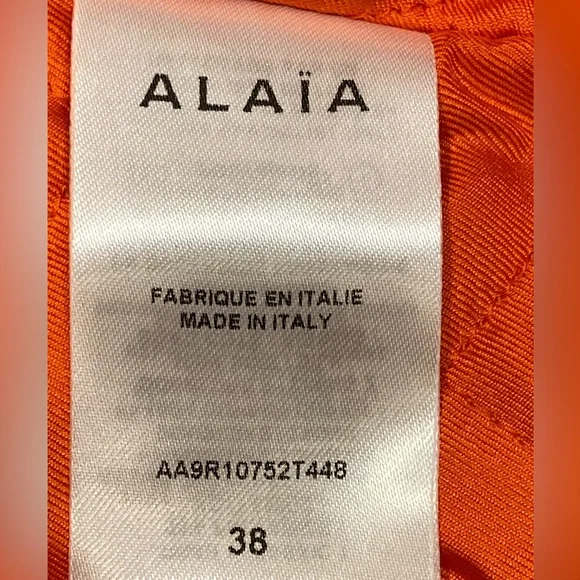 ALAÏA
FABRIQUE EN ITALIE
MADE IN ITALY
AA9R10752T448
38